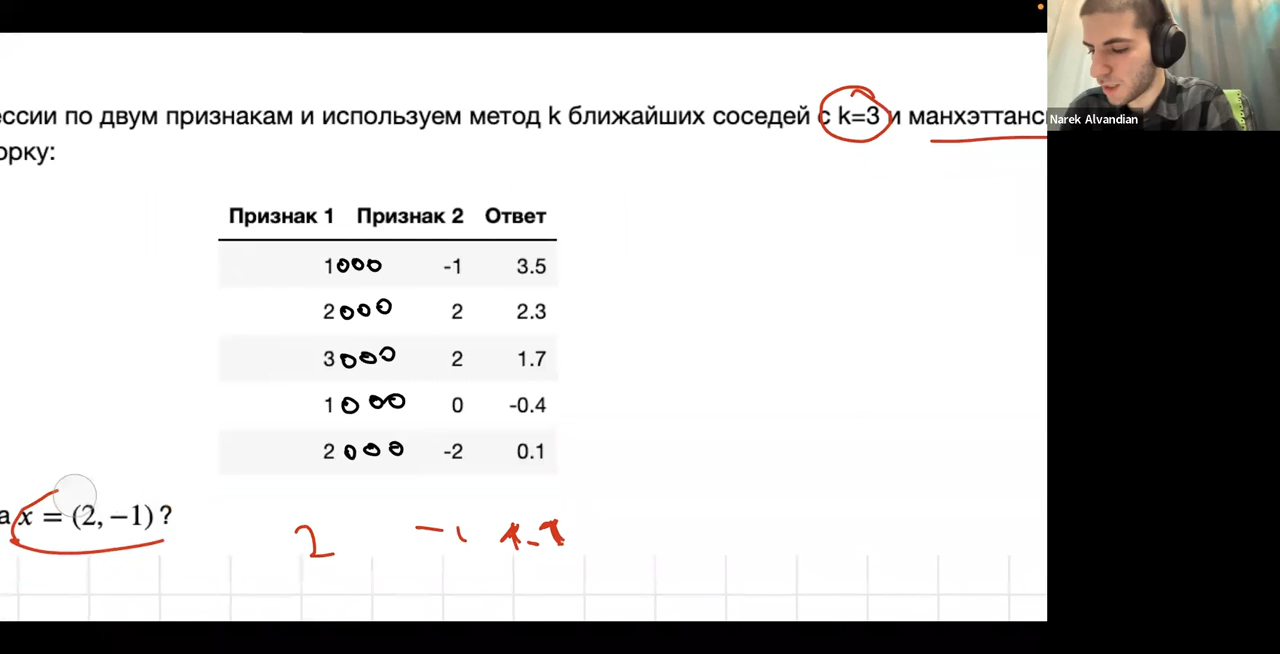 ессии по двум признакам и используем метод k ближайших соседей с k=3 и манхэттанс
Narek Alvandian
орку:
Признак 1 Признак 2 Ответ
1000 -1 3.5
2000 2 2.3
3000 2 1.7
1000 0 -0.4
2000 -2 0.1
а x = (2, −1) ?
2 -1